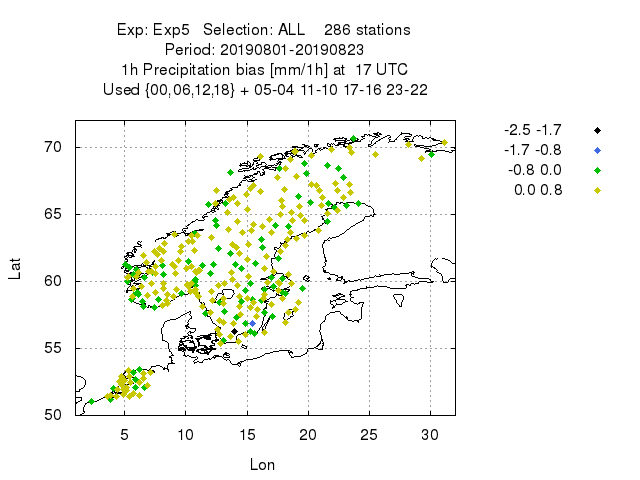 Exp: Exp5 Selection: ALL 286 stations
Period: 20190801-20190823
1h Precipitation bias [mm/1h] at 17 UTC
Used {00,06,12,18} + 05-04 11-10 17-16 23-22
-2.5 -1.7
-1.7 -0.8
-0.8 0.0
0.0 0.8
Lat
70
65
60
55
50
5 10 15 20 25 30
Lon